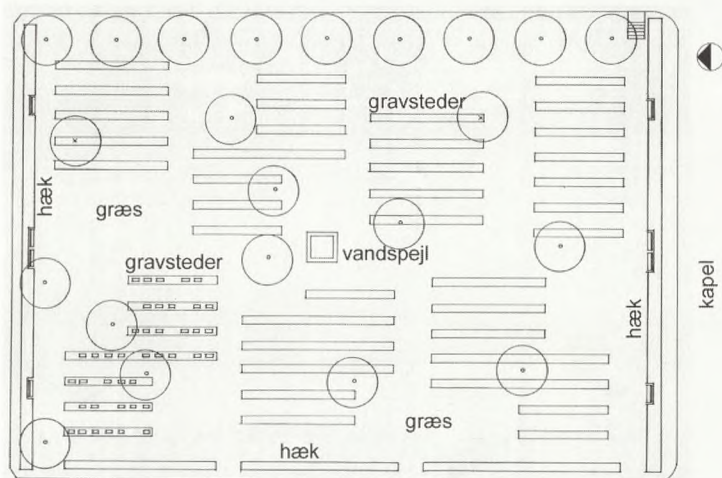 gravsteder
hæk
græs
gravsteder
vandspejl
kapel
hæk
græs
hæk